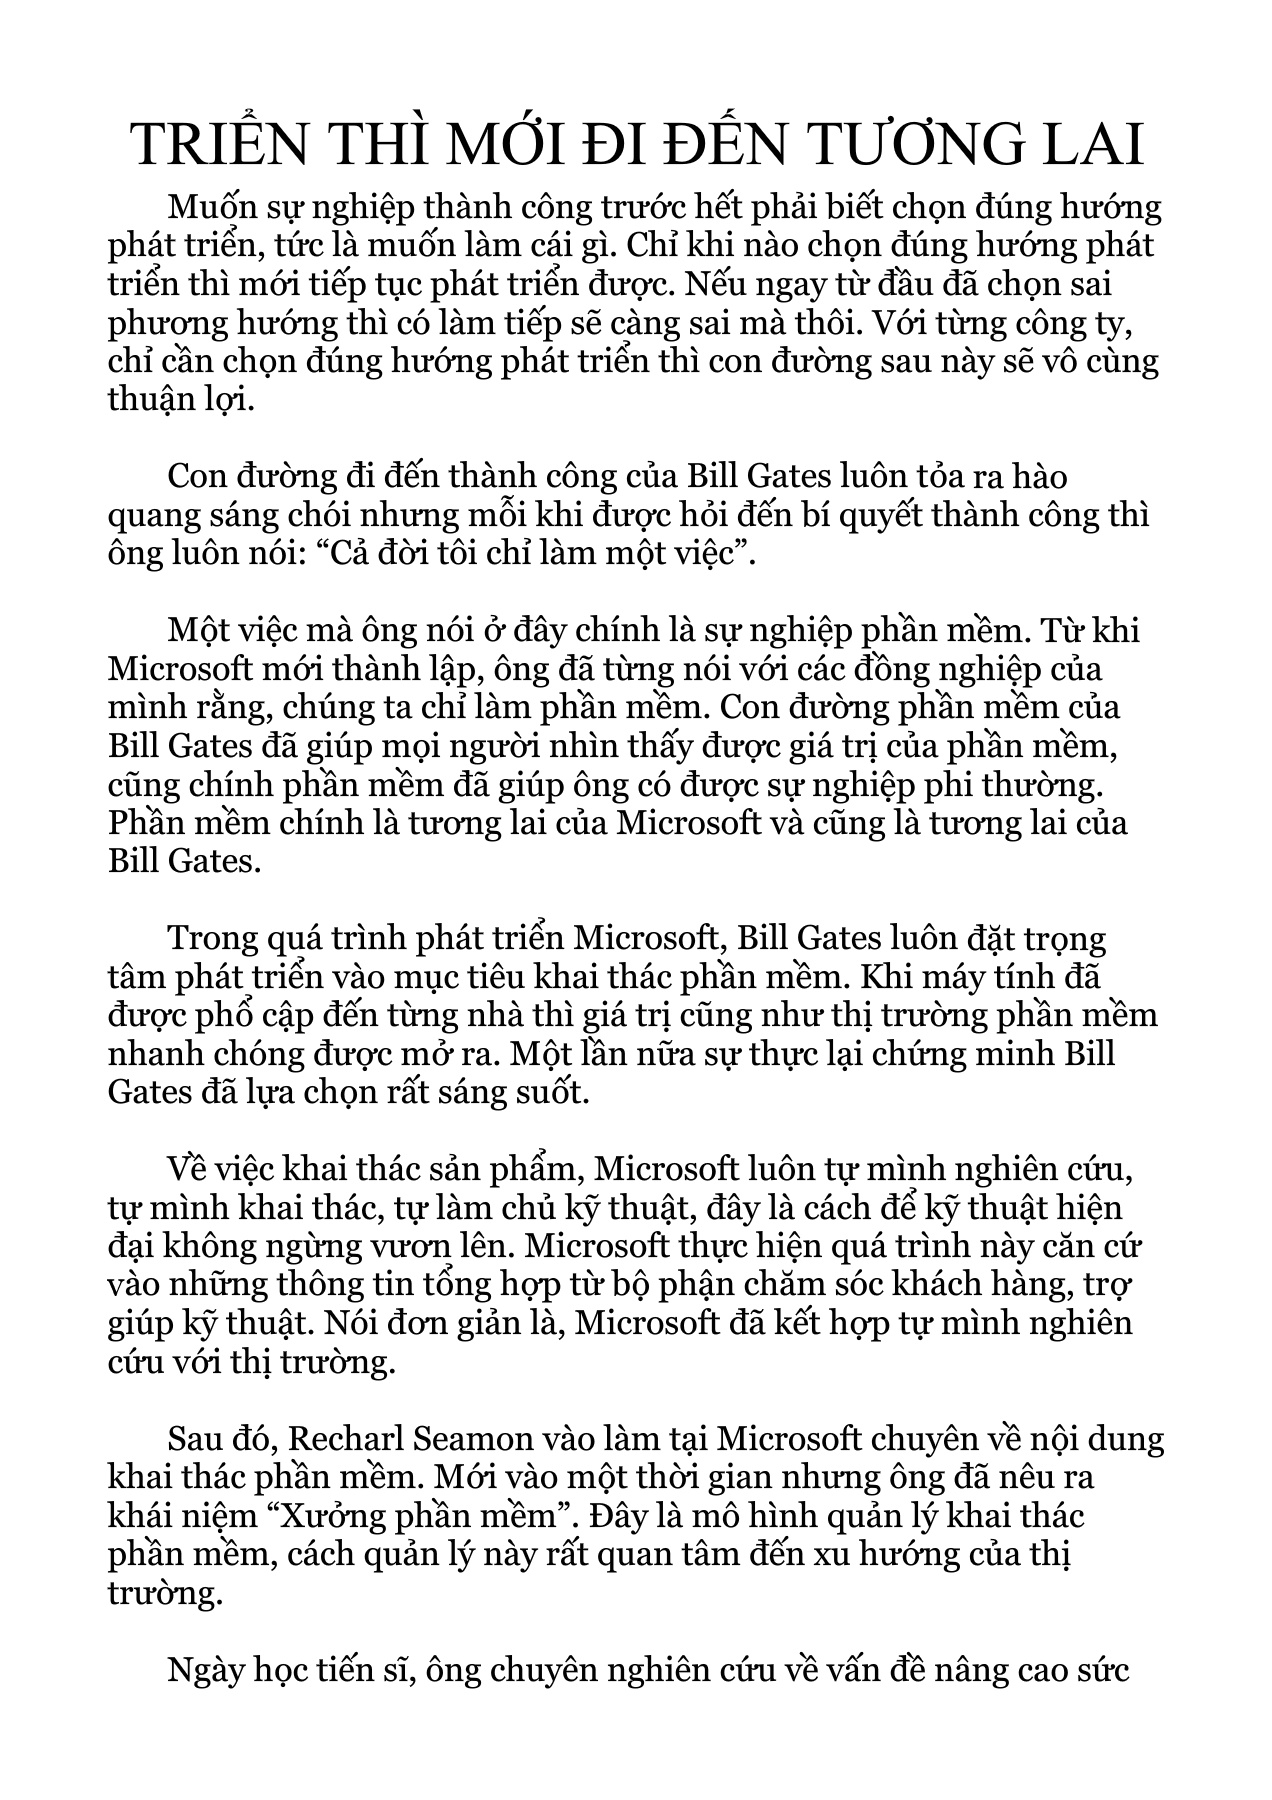 TRIỂN THÌ MỚI ĐI ĐẾN TƯƠNG LAI
Muốn sự nghiệp thành công trước hết phải biết chọn đúng hướng
phát triển, tức là muốn làm cái gì. Chỉ khi nào chọn đúng hướng phát
triển thì mới tiếp tục phát triển được. Nếu ngay từ đầu đã chọn sai
phương hướng thì có làm tiếp sẽ càng sai mà thôi. Với từng công ty,
chỉ cần chọn đúng hướng phát triển thì con đường sau này sẽ vô cùng
thuận lợi.
Con đường đi đến thành công của Bill Gates luôn tỏa ra hào
quang sáng chói nhưng mỗi khi được hỏi đến bí quyết thành công thì
ông luôn nói: “Cả đời tôi chỉ làm một việc”.
Một việc mà ông nói ở đây chính là sự nghiệp phần mềm. Từ khi
Microsoft mới thành lập, ông đã từng nói với các đồng nghiệp của
mình rằng, chúng ta chỉ làm phần mềm. Con đường phần mềm của
Bill Gates đã giúp mọi người nhìn thấy được giá trị của phần mềm,
cũng chính phần mềm đã giúp ông có được sự nghiệp phi thường.
Phần mềm chính là tương lai của Microsoft và cũng là tương lai của
Bill Gates.
Trong quá trình phát triển Microsoft, Bill Gates luôn đặt trọng
tâm phát triển vào mục tiêu khai thác phần mềm. Khi máy tính đã
được phổ cập đến từng nhà thì giá trị cũng như thị trường phần mềm
nhanh chóng được mở ra. Một lần nữa sự thực lại chứng minh Bill
Gates đã lựa chọn rất sáng suốt.
Về việc khai thác sản phẩm, Microsoft luôn tự mình nghiên cứu,
tự mình khai thác, tự làm chủ kỹ thuật, đây là cách để kỹ thuật hiện
đại không ngừng vươn lên. Microsoft thực hiện quá trình này căn cứ
vào những thông tin tổng hợp từ bộ phận chăm sóc khách hàng, trợ
giúp kỹ thuật. Nói đơn giản là, Microsoft đã kết hợp tự mình nghiên
cứu với thị trường.
Sau đó, Recharl Seamon vào làm tại Microsoft chuyên về nội dung
khai thác phần mềm. Mới vào một thời gian nhưng ông đã nêu ra
khái niệm “Xưởng phần mềm”. Đây là mô hình quản lý khai thác
phần mềm, cách quản lý này rất quan tâm đến xu hướng của thị
trường.
Ngày học tiến sĩ, ông chuyên nghiên cứu về vấn đề nâng cao sức